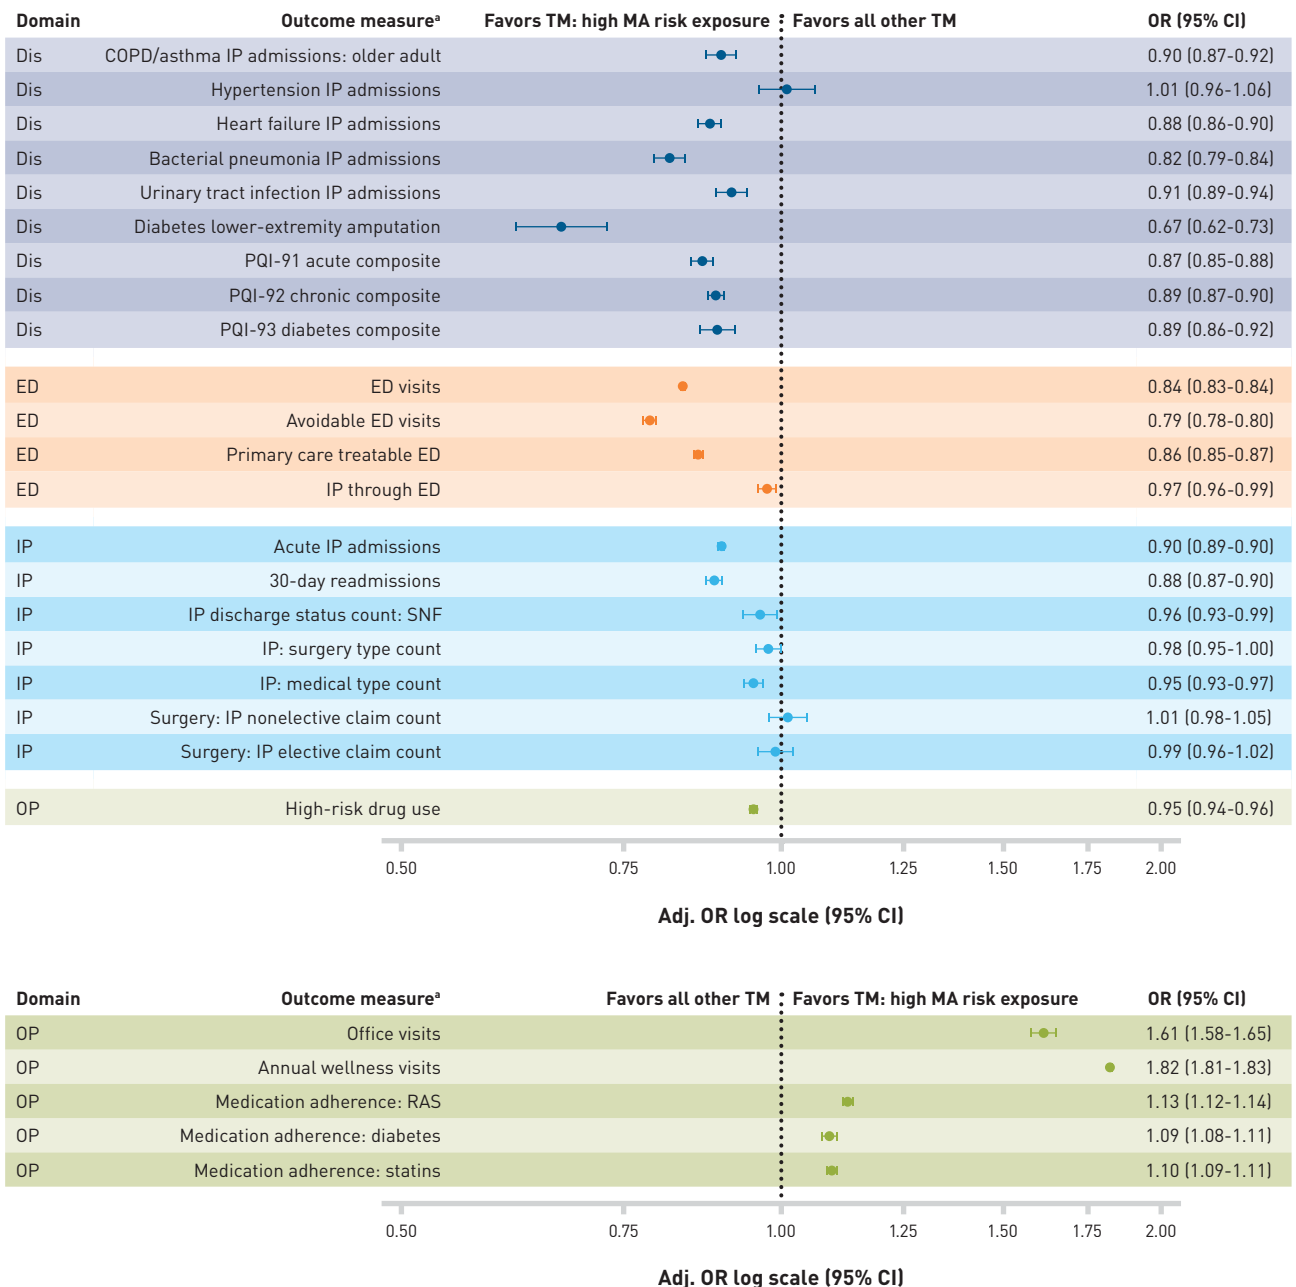 Domain Outcome measureᵃ Favors TM: high MA risk exposure Favors all other TM OR (95% CI)
Dis COPD/asthma IP admissions: older adult 0.90 (0.87-0.92)
Dis Hypertension IP admissions 1.01 (0.96-1.06)
Dis Heart failure IP admissions 0.88 (0.86-0.90)
Dis Bacterial pneumonia IP admissions 0.82 (0.79-0.84)
Dis Urinary tract infection IP admissions 0.91 (0.89-0.94)
Dis Diabetes lower-extremity amputation 0.67 (0.62-0.73)
Dis PQI-91 acute composite 0.87 (0.85-0.88)
Dis PQI-92 chronic composite 0.89 (0.87-0.90)
Dis PQI-93 diabetes composite 0.89 (0.86-0.92)
ED ED visits 0.84 (0.83-0.84)
ED Avoidable ED visits 0.79 (0.78-0.80)
ED Primary care treatable ED 0.86 (0.85-0.87)
ED IP through ED 0.97 (0.96-0.99)
IP Acute IP admissions 0.90 (0.89-0.90)
IP 30-day readmissions 0.88 (0.87-0.90)
IP IP discharge status count: SNF 0.96 (0.93-0.99)
IP IP: surgery type count 0.98 (0.95-1.00)
IP IP: medical type count 0.95 (0.93-0.97)
IP Surgery: IP nonelective claim count 1.01 (0.98-1.05)
IP Surgery: IP elective claim count 0.99 (0.96-1.02)
OP High-risk drug use 0.95 (0.94-0.96)
0.50 0.75 1.00 1.25 1.50 1.75 2.00
Adj. OR log scale (95% CI)
Domain Outcome measureᵃ Favors all other TM Favors TM: high MA risk exposure OR (95% CI)
OP Office visits 1.61 (1.58-1.65)
OP Annual wellness visits 1.82 (1.81-1.83)
OP Medication adherence: RAS 1.13 (1.12-1.14)
OP Medication adherence: diabetes 1.09 (1.08-1.11)
OP Medication adherence: statins 1.10 (1.09-1.11)
0.50 0.75 1.00 1.25 1.50 1.75 2.00
Adj. OR log scale (95% CI)